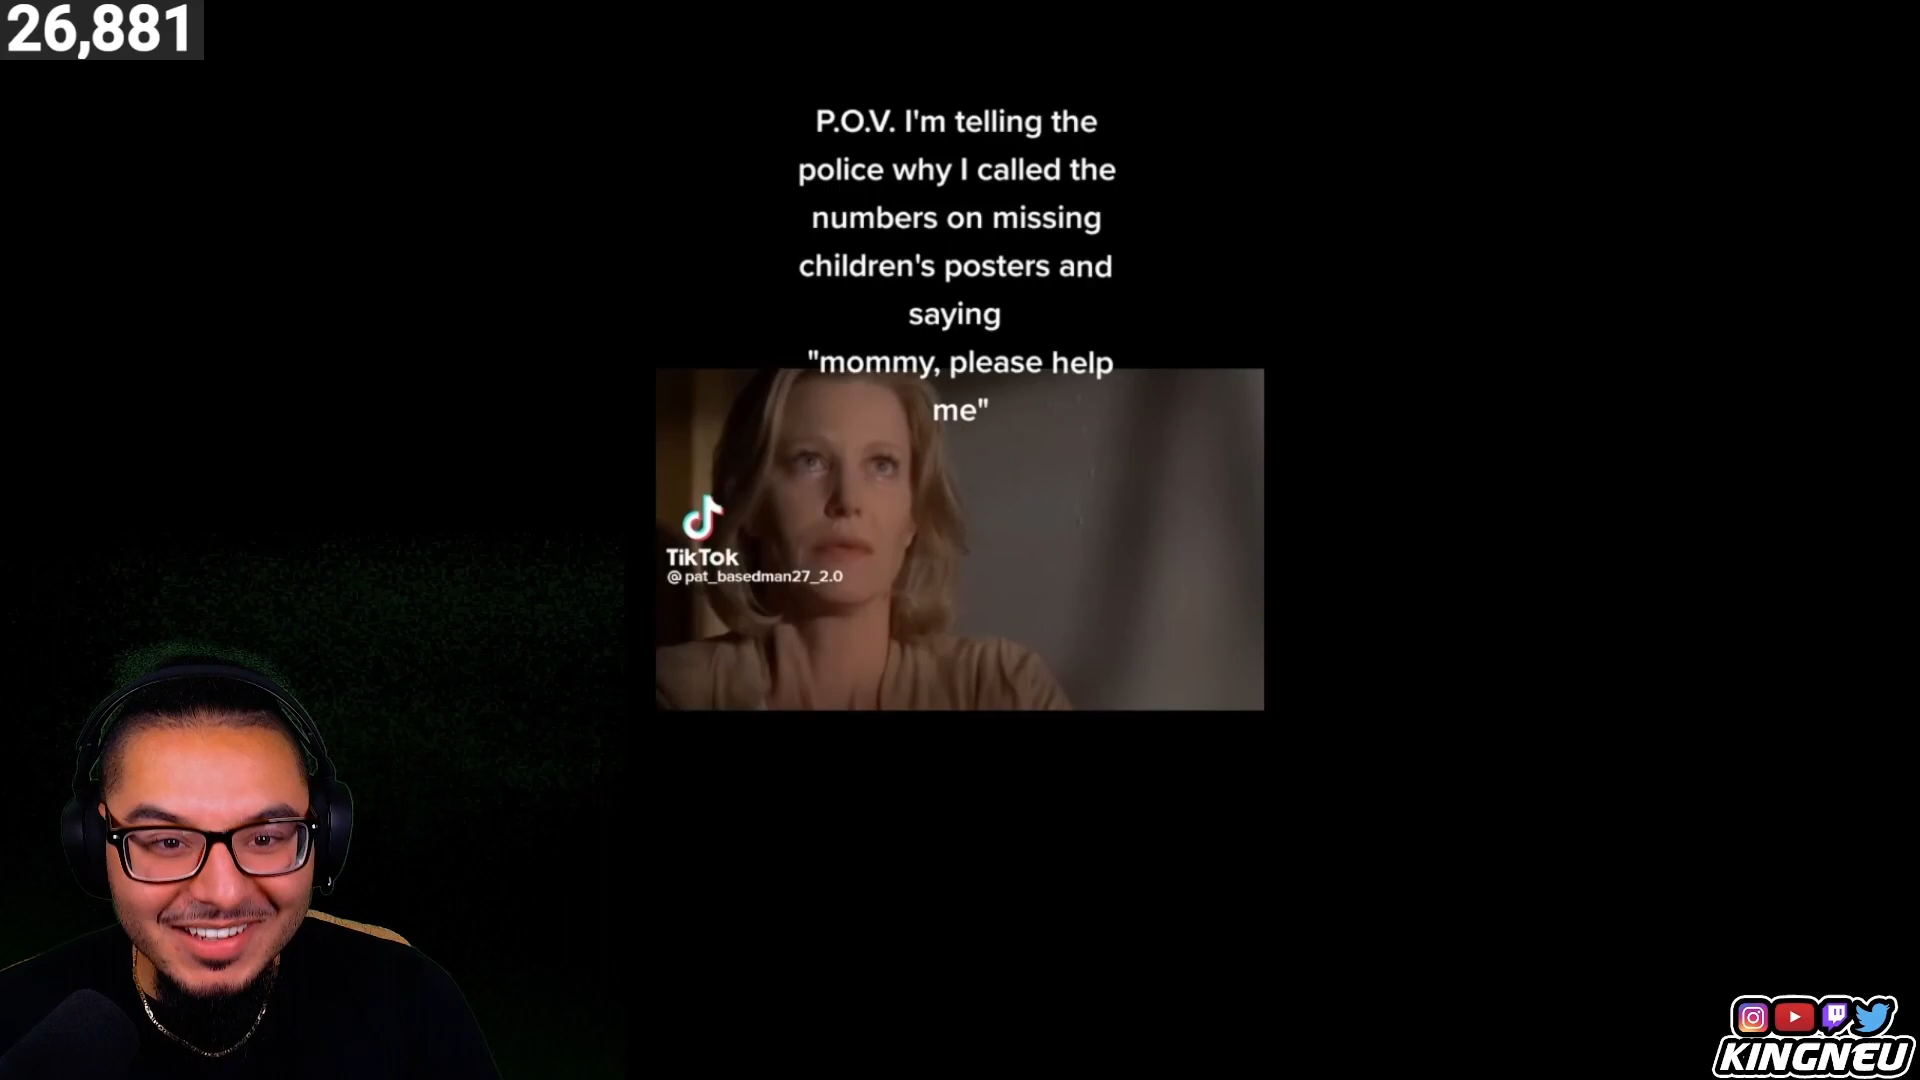 26,881
P.O.V. I'm telling the
police why I called the
numbers on missing
children's posters and
saying
"mommy, please help
me"
TikTok
@pat_basedman27_2.0
KINGNEU